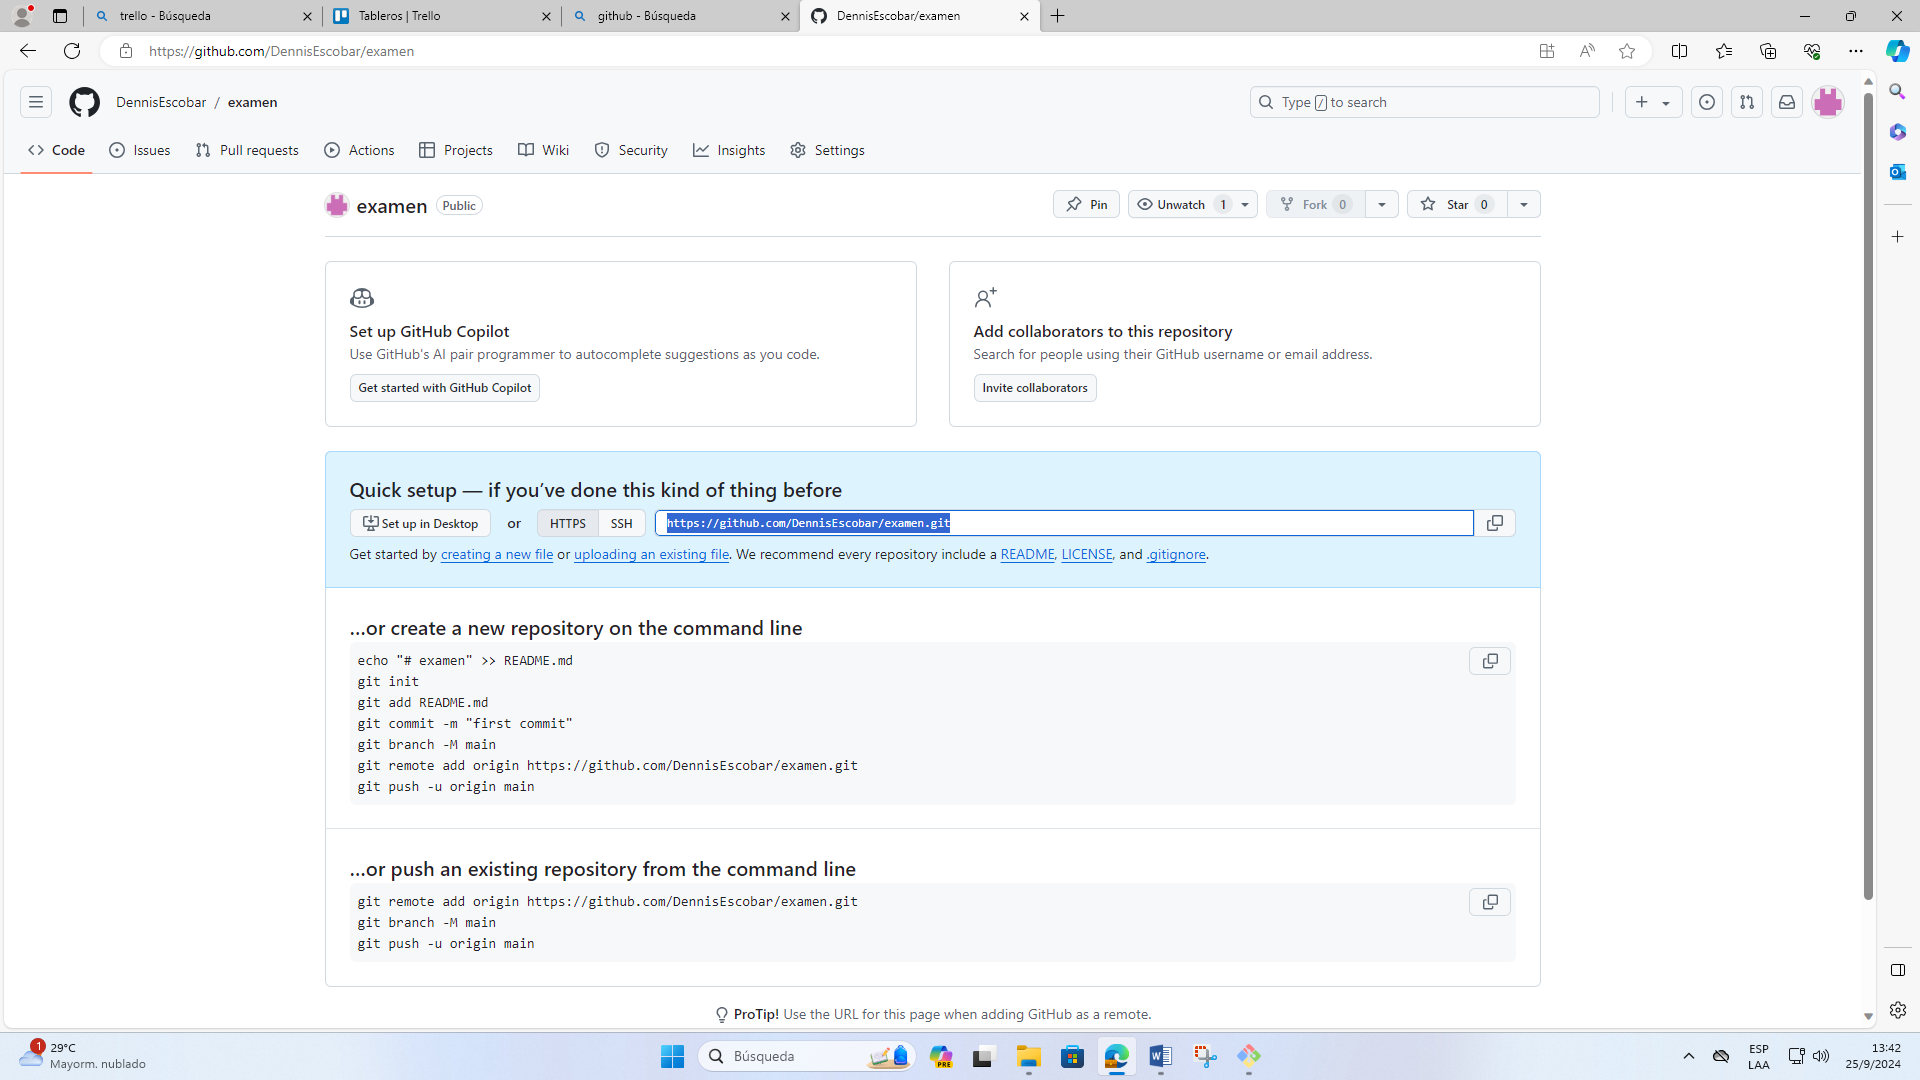 trello - Búsqueda
Tableros | Trello
github - Búsqueda
DennisEscobar/examen
https://github.com/DennisEscobar/examen
DennisEscobar / examen
Type / to search
Code
Issues
Pull requests
Actions
Projects
Wiki
Security
Insights
Settings
examen Public
Pin
Unwatch 1
Fork 0
Star 0
Set up GitHub Copilot
Use GitHub's AI pair programmer to autocomplete suggestions as you code.
Get started with GitHub Copilot
Add collaborators to this repository
Search for people using their GitHub username or email address.
Invite collaborators
Quick setup — if you’ve done this kind of thing before
Set up in Desktop or HTTPS SSH https://github.com/DennisEscobar/examen.git
Get started by creating a new file or uploading an existing file. We recommend every repository include a README, LICENSE, and .gitignore.
…or create a new repository on the command line
echo "# examen" >> README.md
git init
git add README.md
git commit -m "first commit"
git branch -M main
git remote add origin https://github.com/DennisEscobar/examen.git
git push -u origin main
…or push an existing repository from the command line
git remote add origin https://github.com/DennisEscobar/examen.git
git branch -M main
git push -u origin main
ProTip! Use the URL for this page when adding GitHub as a remote.
1
29°C
Mayorm. nublado
Búsqueda
PRE
ESP
LAA
13:42
25/9/2024